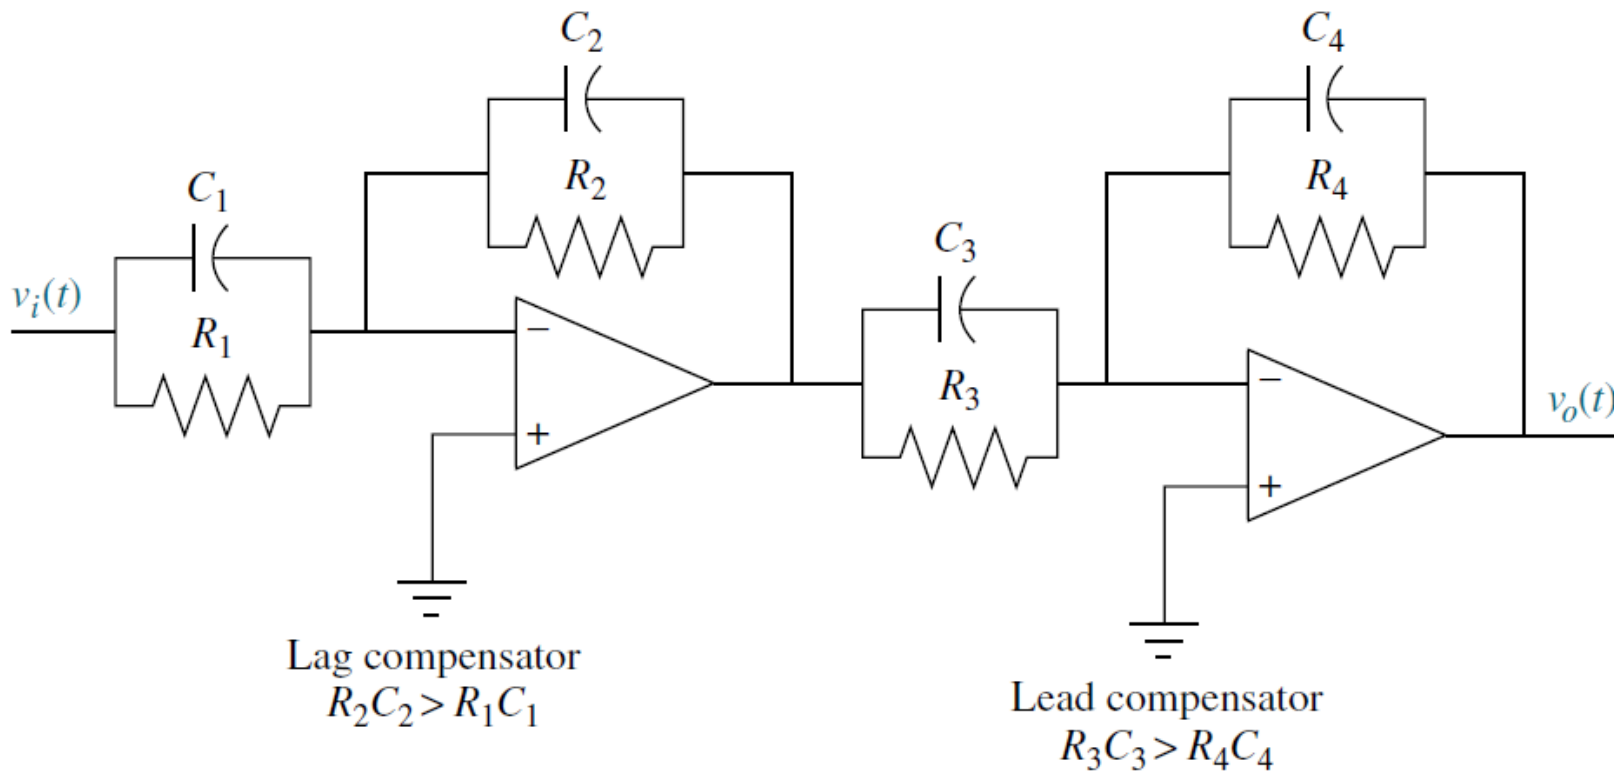 C₂
C₄
C₁
R₂
R₄
vᵢ(t)
R₁
C₃
−
+
R₃
−
+
vₒ(t)
Lag compensator
R₂C₂ > R₁C₁
Lead compensator
R₃C₃ > R₄C₄